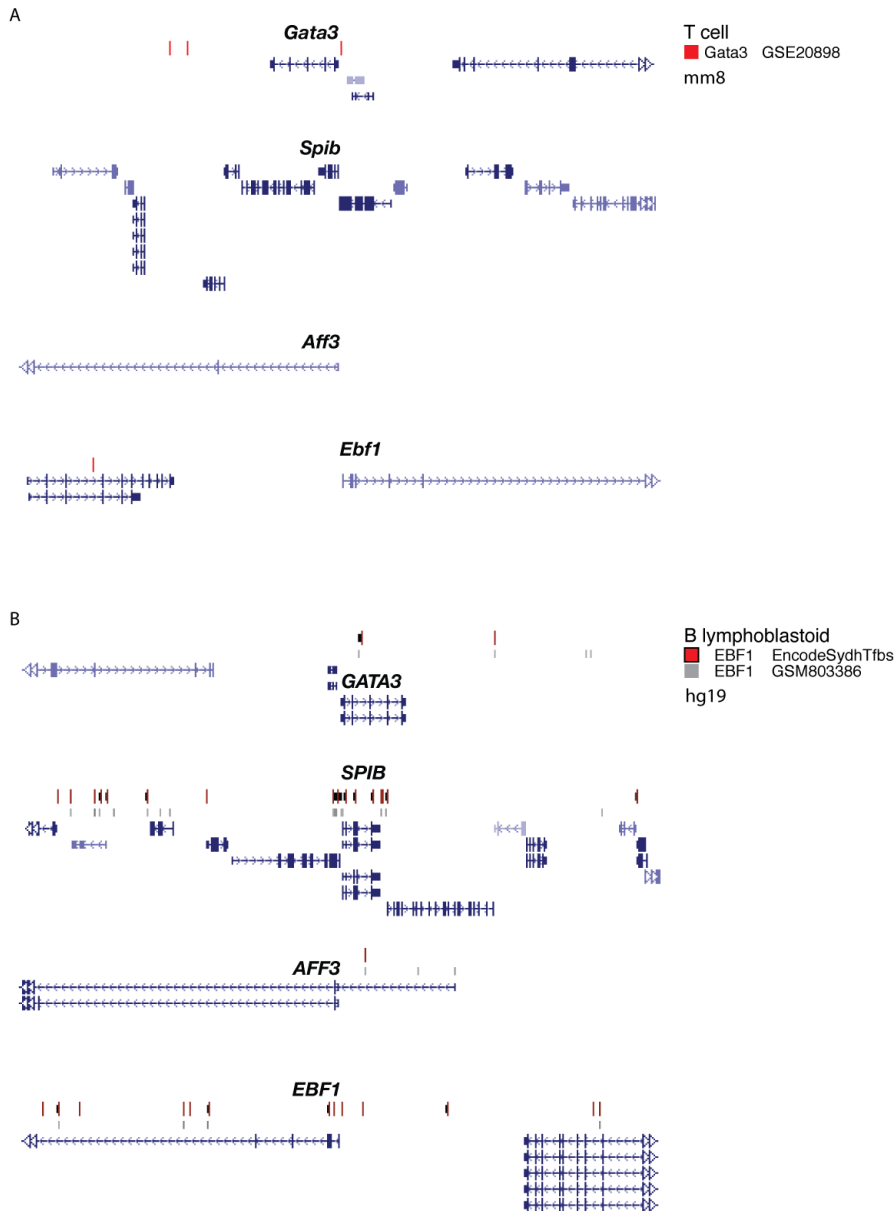 A
Gata3
T cell
Gata3 GSE20898
mm8
Spib
Aff3
Ebf1
B
B lymphoblastoid
EBF1 EncodeSydhTfbs
EBF1 GSM803386
hg19
GATA3
SPIB
AFF3
EBF1